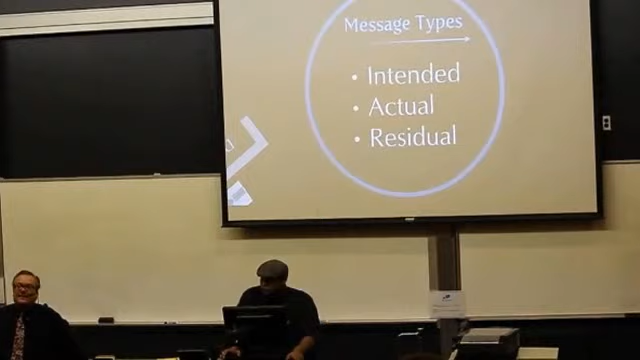 Message Types
• Intended
• Actual
• Residual